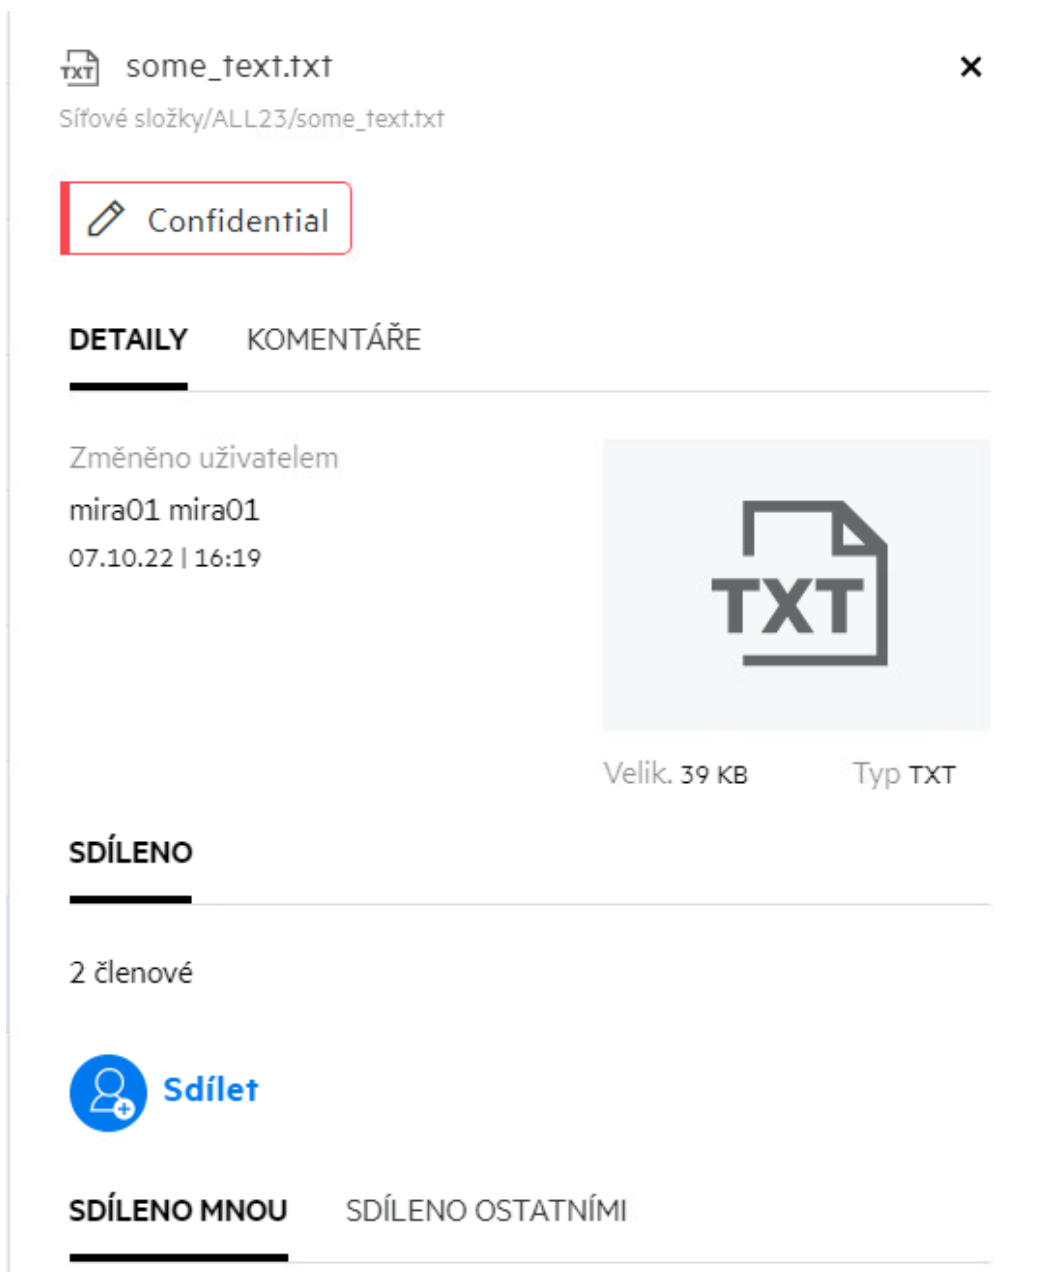 TXT some_text.txt
Síťové složky/ALL23/some_text.txt
Confidential
DETAILY KOMENTÁŘE
Změněno uživatelem
mira01 mira01
07.10.22 | 16:19
TXT
Velik. 39 KB Typ TXT
SDÍLENO
2 členové
Sdílet
SDÍLENO MNOU SDÍLENO OSTATNÍMI